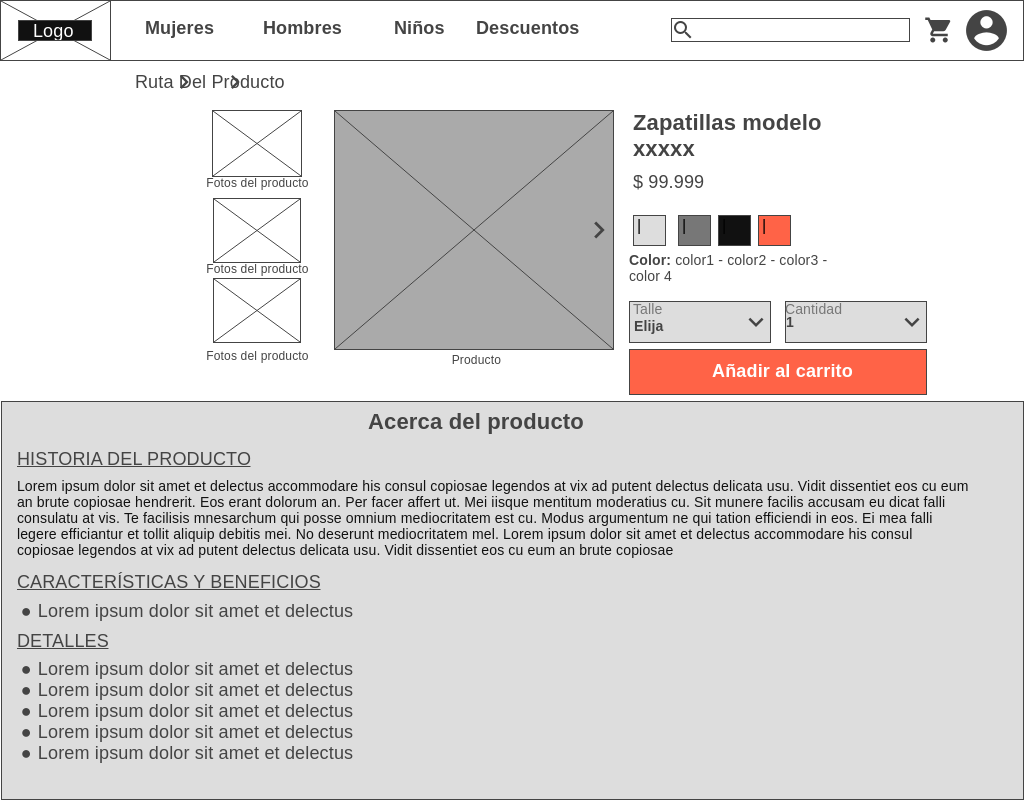 Logo
Mujeres
Hombres
Niños
Descuentos
Ruta Del Producto
Fotos del producto
Fotos del producto
Fotos del producto
Producto
Zapatillas modelo
xxxxx
$ 99.999
Color: color1 - color2 - color3 -
color 4
Talle
Elija
Cantidad
1
Añadir al carrito
Acerca del producto
HISTORIA DEL PRODUCTO
Lorem ipsum dolor sit amet et delectus accommodare his consul copiosae legendos at vix ad putent delectus delicata usu. Vidit dissentiet eos cu eum
an brute copiosae hendrerit. Eos erant dolorum an. Per facer affert ut. Mei iisque mentitum moderatius cu. Sit munere facilis accusam eu dicat falli
consulatu at vis. Te facilisis mnesarchum qui posse omnium mediocritatem est cu. Modus argumentum ne qui tation efficiendi in eos. Ei mea falli
legere efficiantur et tollit aliquip debitis mei. No deserunt mediocritatem mel. Lorem ipsum dolor sit amet et delectus accommodare his consul
copiosae legendos at vix ad putent delectus delicata usu. Vidit dissentiet eos cu eum an brute copiosae
CARACTERÍSTICAS Y BENEFICIOS
● Lorem ipsum dolor sit amet et delectus
DETALLES
● Lorem ipsum dolor sit amet et delectus
● Lorem ipsum dolor sit amet et delectus
● Lorem ipsum dolor sit amet et delectus
● Lorem ipsum dolor sit amet et delectus
● Lorem ipsum dolor sit amet et delectus